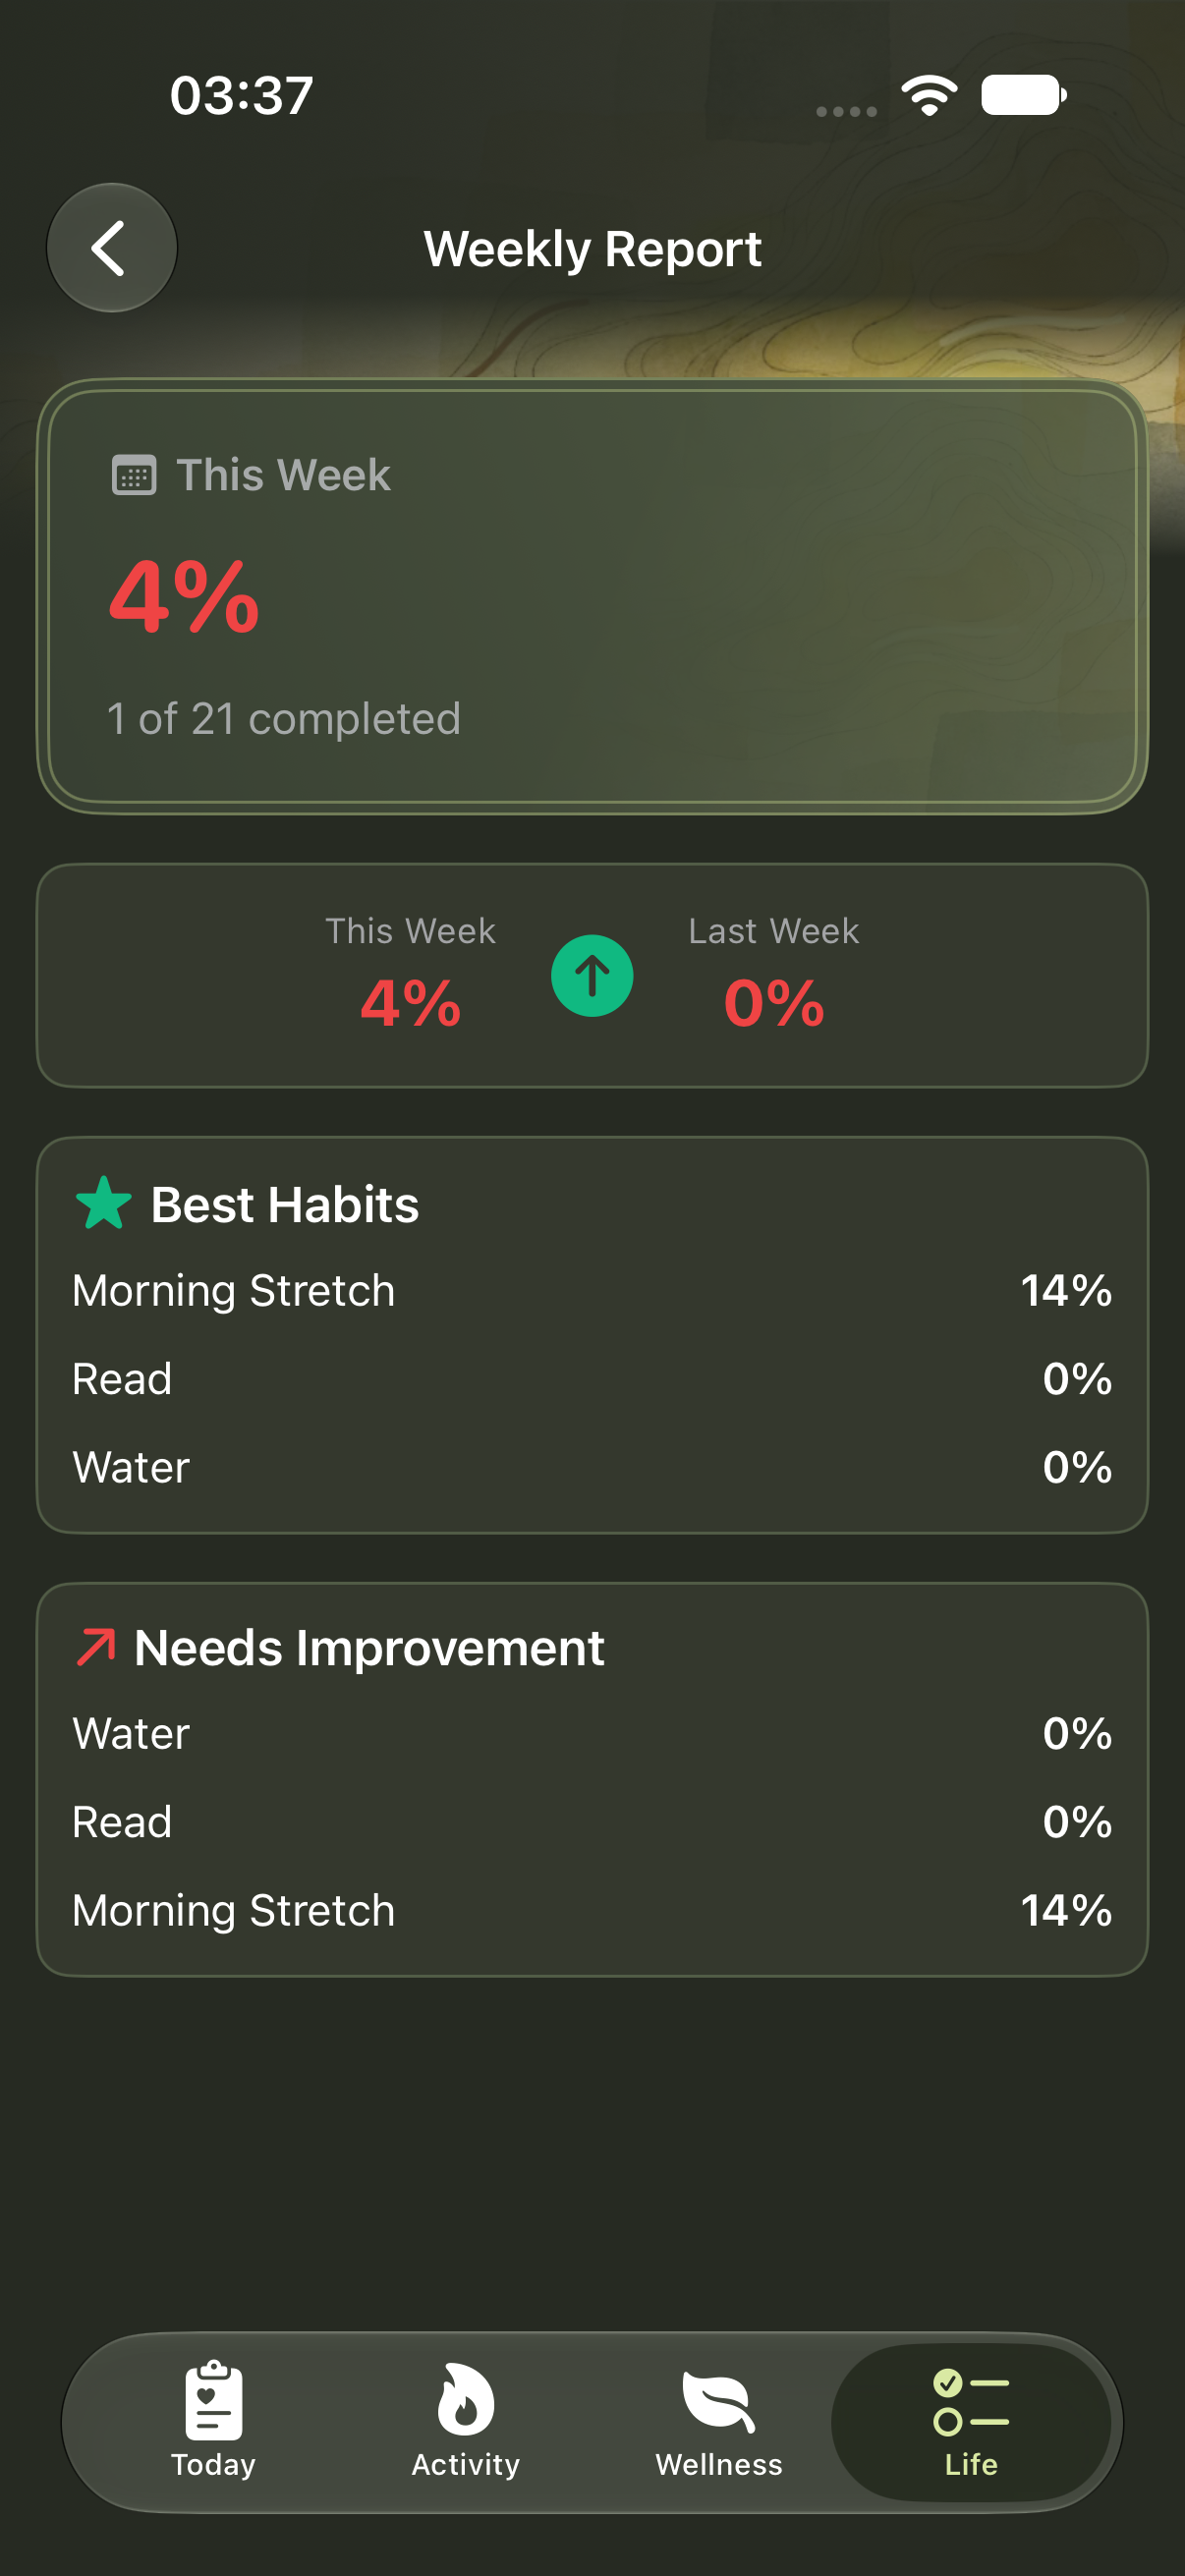 03:37
Weekly Report
This Week
4%
1 of 21 completed
This Week
Last Week
4%
0%
Best Habits
Morning Stretch 14%
Read 0%
Water 0%
Needs Improvement
Water 0%
Read 0%
Morning Stretch 14%
Today Activity Wellness Life